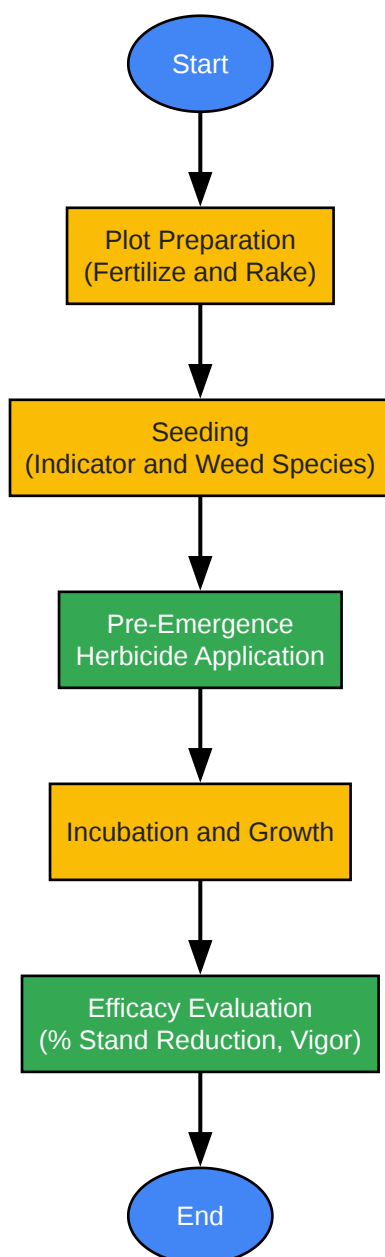 Start
Plot Preparation
(Fertilize and Rake)
Seeding
(Indicator and Weed Species)
Pre-Emergence
Herbicide Application
Incubation and Growth
Efficacy Evaluation
(% Stand Reduction, Vigor)
End